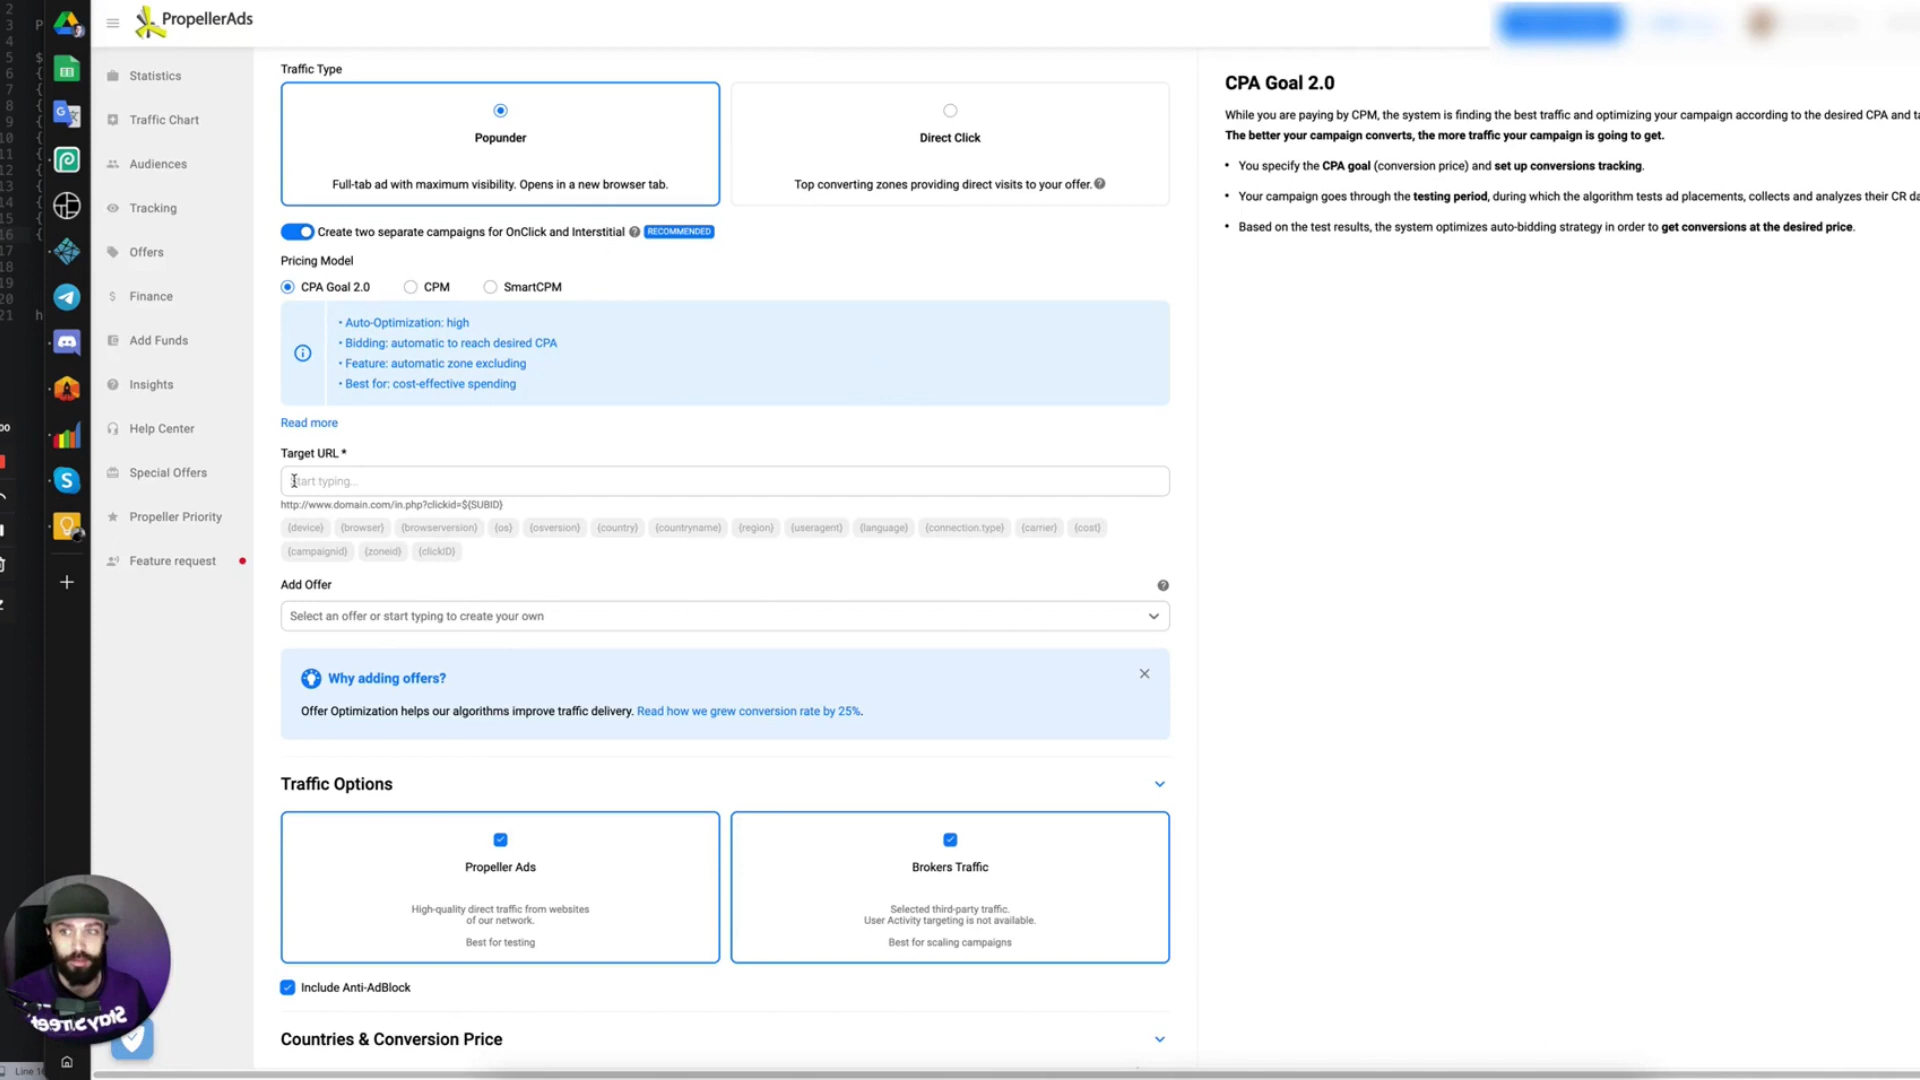 PropellerAds
Statistics
Traffic Chart
Audiences
Tracking
Offers
Finance
Add Funds
Insights
Help Center
Special Offers
Propeller Priority
Feature request
Traffic Type
Popunder
Full-tab ad with maximum visibility. Opens in a new browser tab.
Direct Click
Top converting zones providing direct visits to your offer.
Create two separate campaigns for OnClick and Interstitial RECOMMENDED
Pricing Model
CPA Goal 2.0 CPM SmartCPM
• Auto-Optimization: high
• Bidding: automatic to reach desired CPA
• Feature: automatic zone excluding
• Best for: cost-effective spending
Read more
Target URL *
Start typing...
http://www.domain.com/in.php?clickid=${SUBID}
{device} {browser} {browserversion} {os} {osversion} {country} {countryname} {region} {useragent} {language} {connection.type} {carrier} {cost}
{campaignid} {zoneid} {clickID}
Add Offer
Select an offer or start typing to create your own
Why adding offers?
Offer Optimization helps our algorithms improve traffic delivery. Read how we grew conversion rate by 25%.
Traffic Options
Propeller Ads
High-quality direct traffic from websites
of our network.
Best for testing
Brokers Traffic
Selected third-party traffic.
User Activity targeting is not available.
Best for scaling campaigns
Include Anti-AdBlock
Countries & Conversion Price
CPA Goal 2.0
While you are paying by CPM, the system is finding the best traffic and optimizing your campaign according to the desired CPA and
The better your campaign converts, the more traffic your campaign is going to get.
• You specify the CPA goal (conversion price) and set up conversions tracking.
• Your campaign goes through the testing period, during which the algorithm tests ad placements, collects and analyzes their CR
• Based on the test results, the system optimizes auto-bidding strategy in order to get conversions at the desired price.
Line